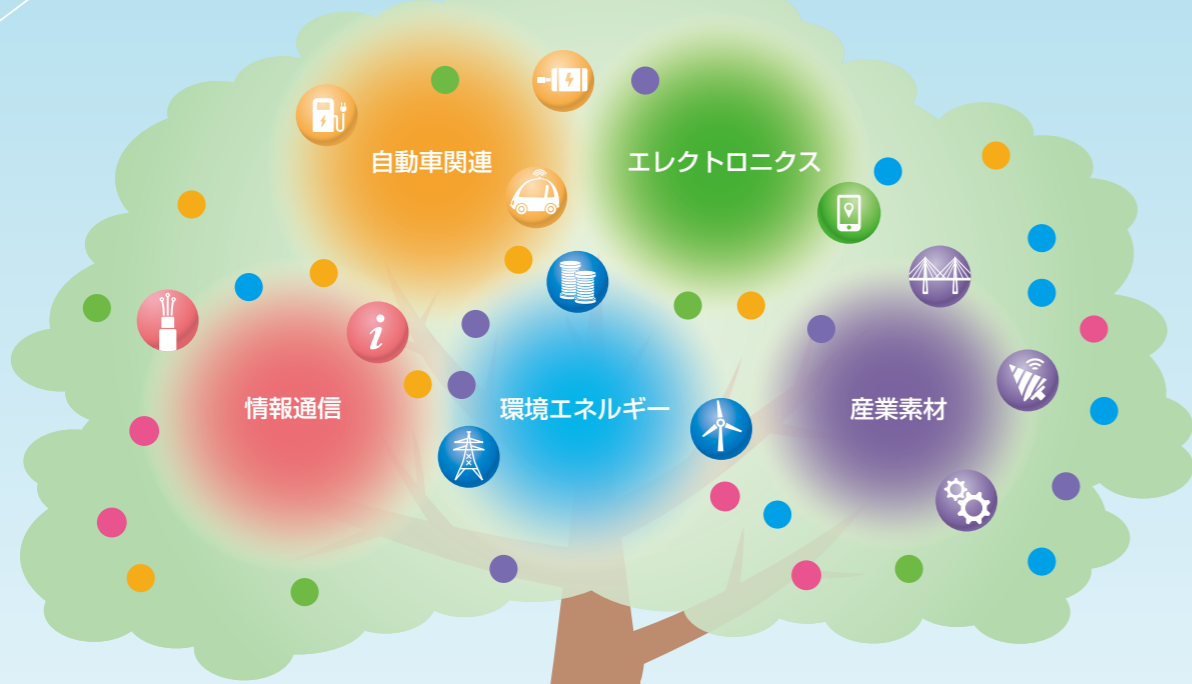 自動車関連
エレクトロニクス
情報通信
環境エネルギー
産業素材